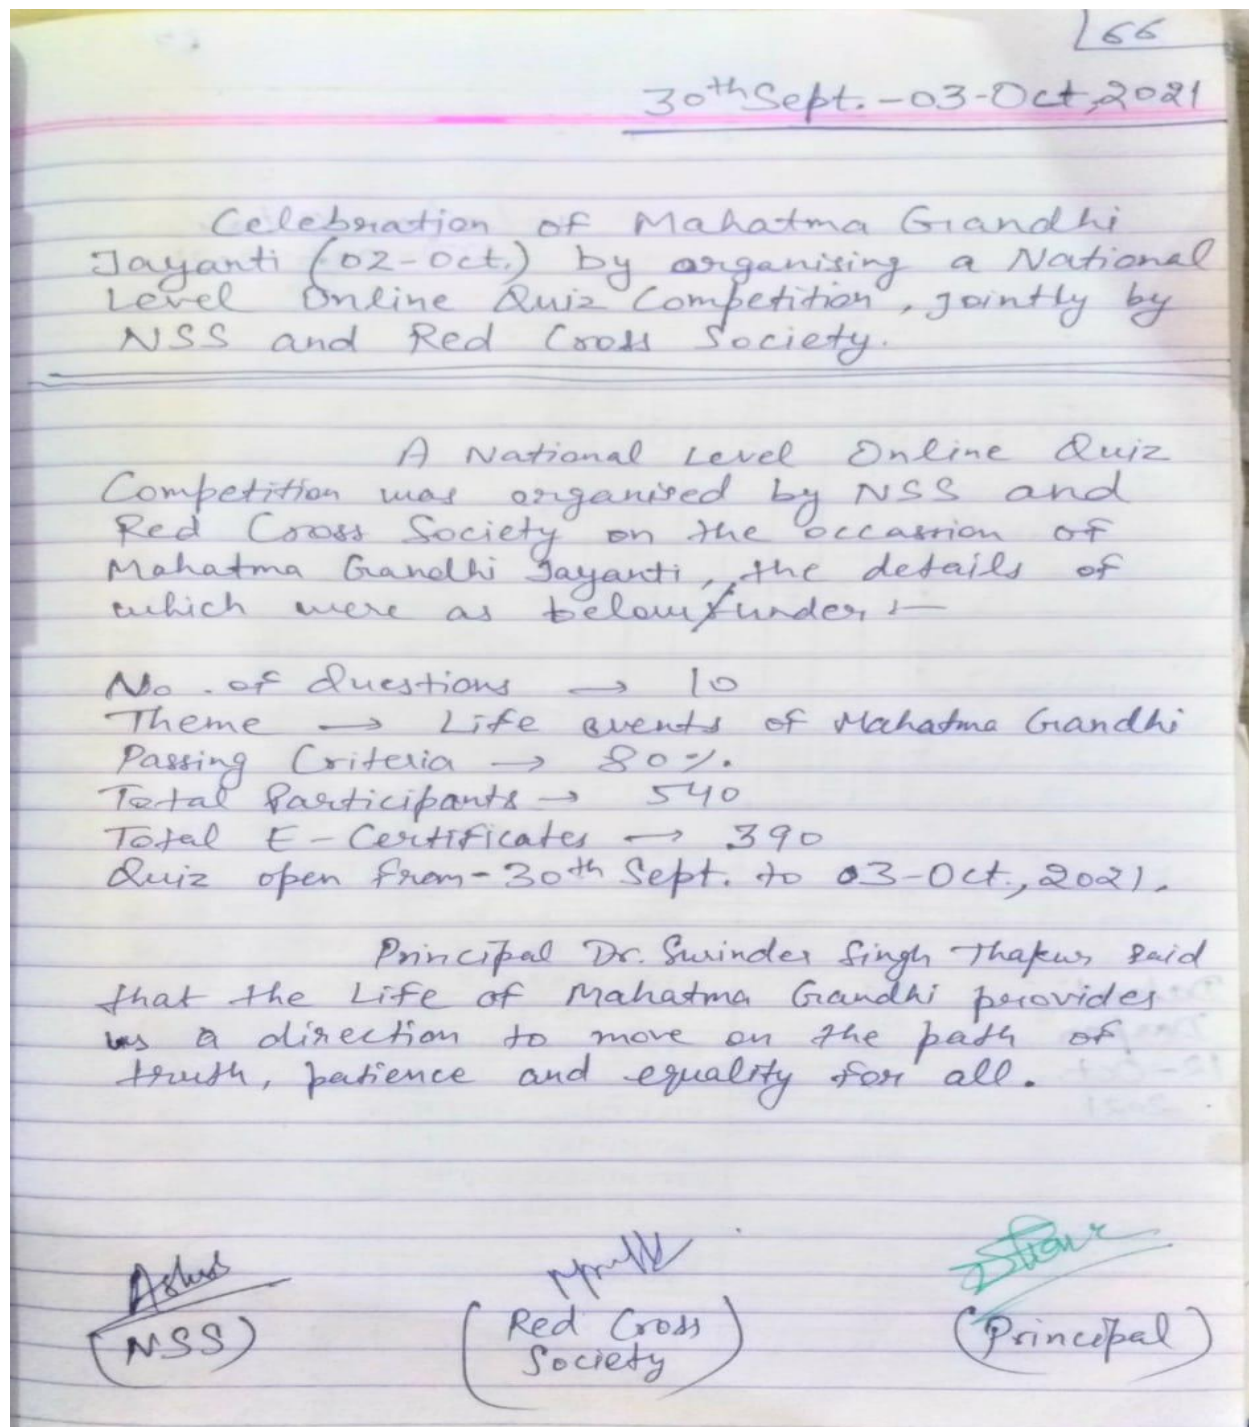 66
30th Sept. - 03-Oct, 2021
Celebration of Mahatma Gandhi
Jayanti (02-Oct.) by organising a National
Level Online Quiz Competition, jointly by
NSS and Red Cross Society.
A National Level Online Quiz
Competition was organised by NSS and
Red Cross Society on the occassion of
Mahatma Gandhi Jayanti, the details of
which were as below/under :-
No. of Questions → 10
Theme → Life events of Mahatma Gandhi
Passing Criteria → 80%.
Total Participants → 540
Total E-Certificates → 390
Quiz open from - 30th Sept. to 03-Oct., 2021.
Principal Dr. Surinder Singh Thakur said
that the Life of Mahatma Gandhi provides
us a direction to move on the path of
truth, patience and equality for all.
(NSS)
(Red Cross
Society)
(Principal)